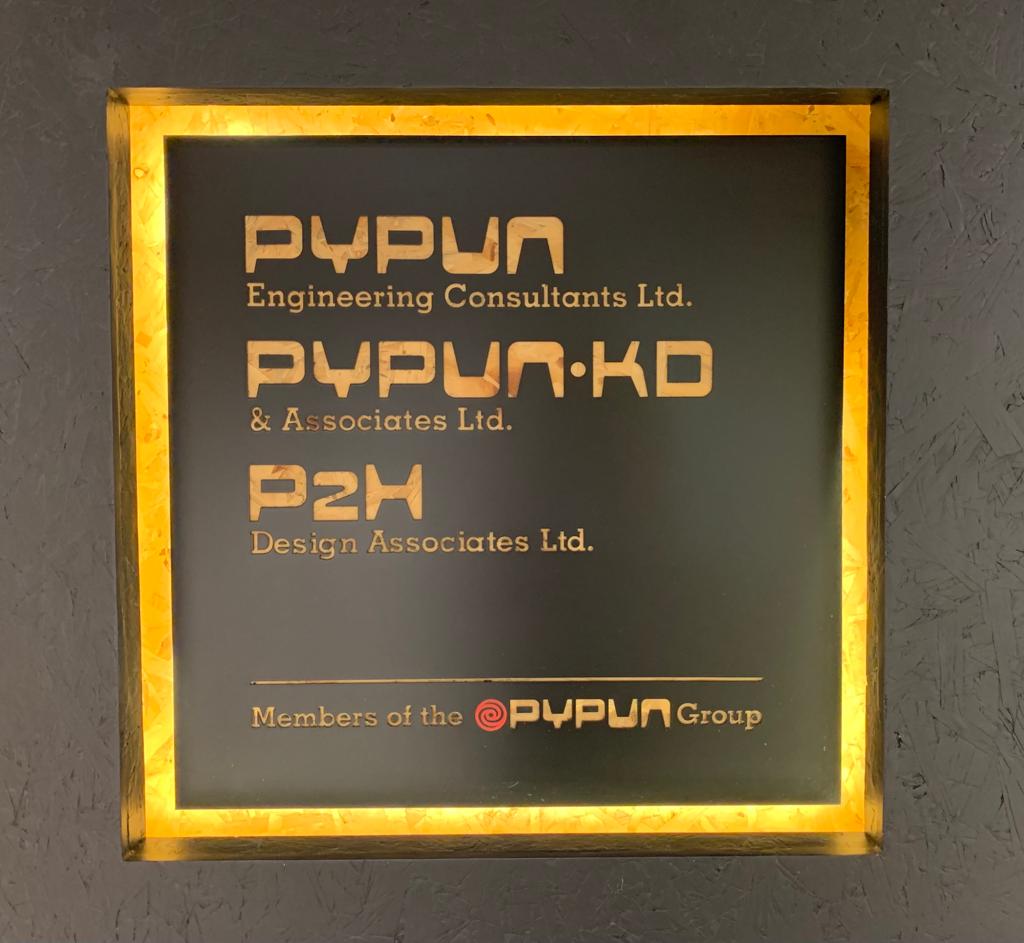 PYPUN
Engineering Consultants Ltd.
PYPUN·KD
& Associates Ltd.
P2H
Design Associates Ltd.
Members of the PYPUN Group